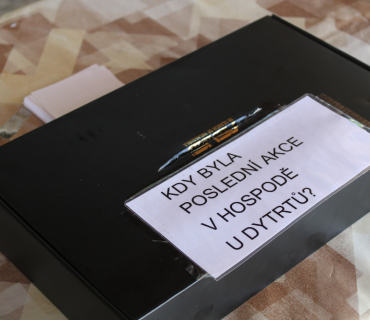 KDY BYLA
POSLEDNÍ AKCE
V HOSPODĚ
U DYTRTŮ?